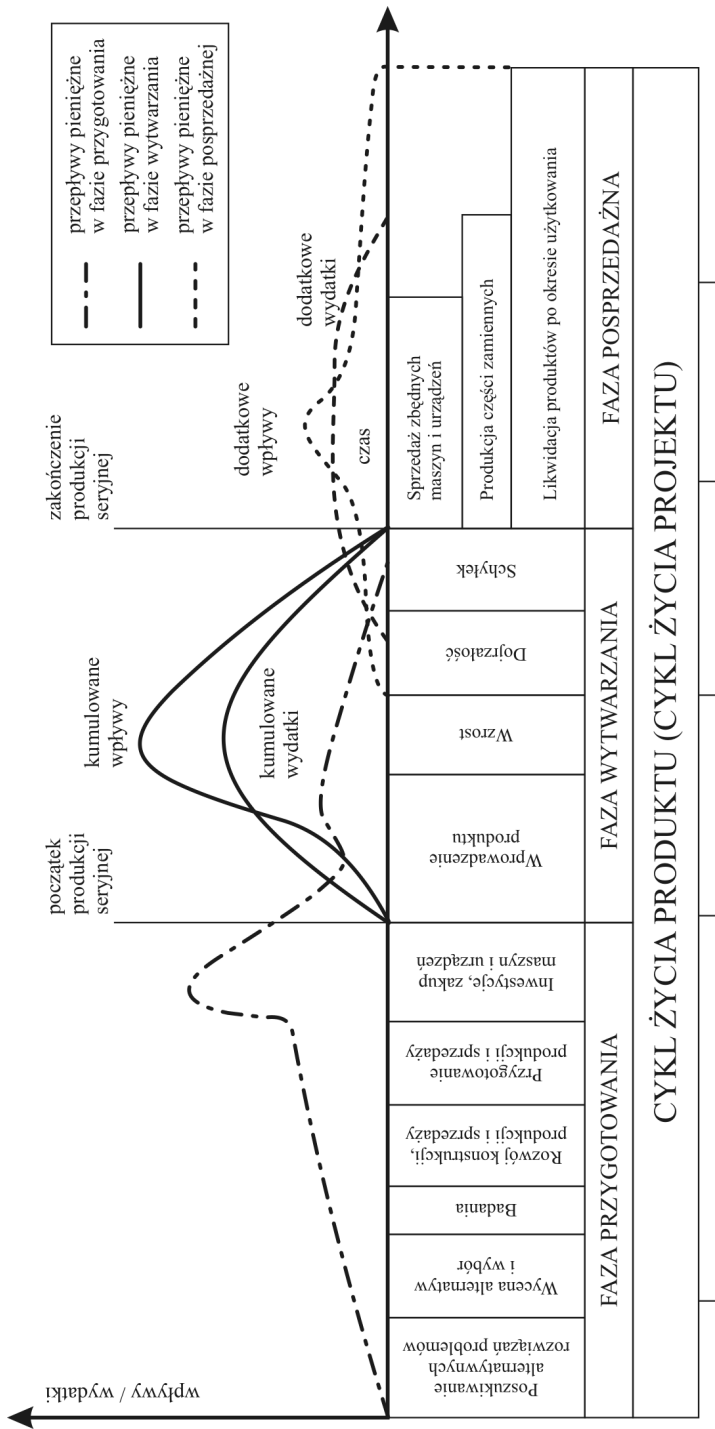 wpływy / wydatki
początek
produkcji
seryjnej
zakończenie
produkcji
seryjnej
przepływy pieniężne
w fazie przygotowania
przepływy pieniężne
w fazie wytwarzania
przepływy pieniężne
w fazie posprzedażnej
kumulowane
wpływy
kumulowane
wydatki
dodatkowe
wpływy
dodatkowe
wydatki
czas
Poszukiwanie
alternatywnych
rozwiązań problemów
Wycena alternatyw
i wybór
Badania
Rozwój konstrukcji,
produkcji i sprzedaży
Przygotowanie
produkcji i sprzedaży
Inwestycje, zakup
maszyn i urządzeń
Wprowadzenie
produktu
Wzrost
Dojrzałość
Schyłek
Sprzedaż zbędnych
maszyn i urządzeń
Produkcja części zamiennych
Likwidacja produktów po okresie użytkowania
FAZA PRZYGOTOWANIA
FAZA WYTWARZANIA
FAZA POSPRZEDAŻNA
CYKL ŻYCIA PRODUKTU (CYKL ŻYCIA PROJEKTU)